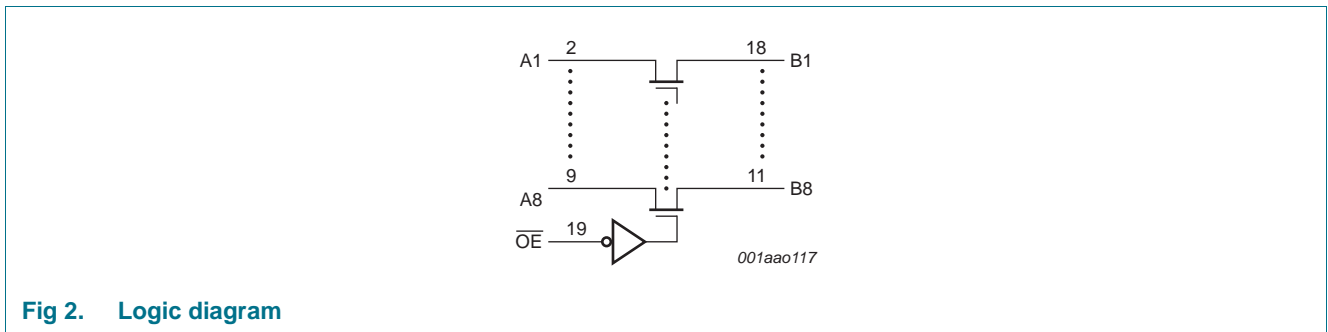 A1 2 18 B1
A8 9 11 B8
OE 19
001aao117
Fig 2. Logic diagram